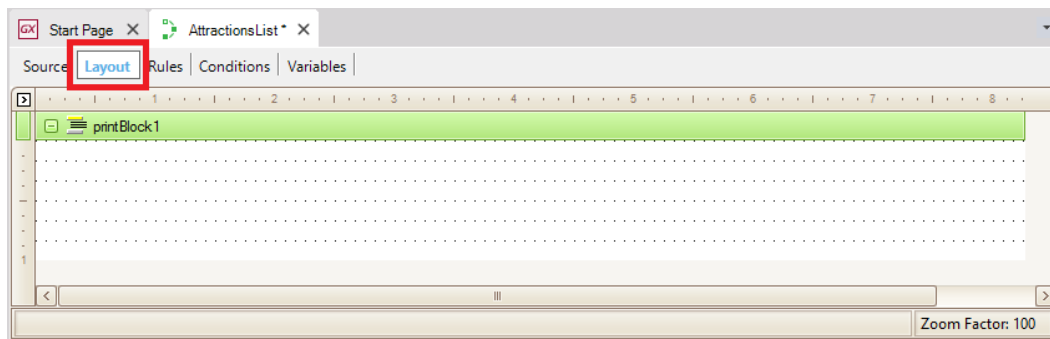 GX Start Page AttractionsList *
Source Layout Rules Conditions Variables
1 2 3 4 5 6 7 8
printBlock1
1
Zoom Factor: 100